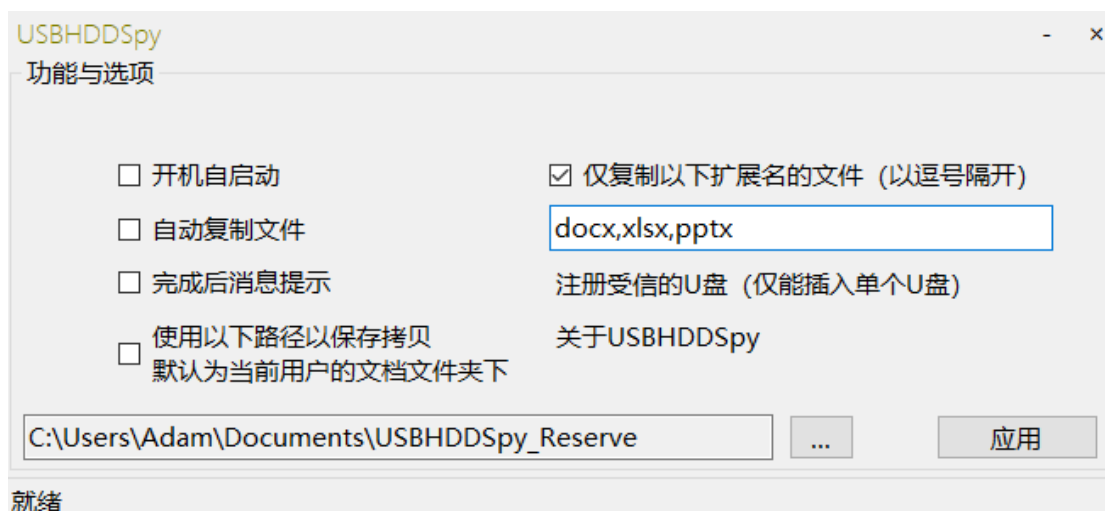 USBHDDSpy
功能与选项
开机自启动
仅复制以下扩展名的文件 (以逗号隔开)
自动复制文件
docx,xlsx,pptx
完成后消息提示
注册受信的U盘 (仅能插入单个U盘)
使用以下路径以保存拷贝
默认为当前用户的文档文件夹下
关于USBHDDSpy
C:\Users\Adam\Documents\USBHDDSpy_Reserve
...
应用
就绪